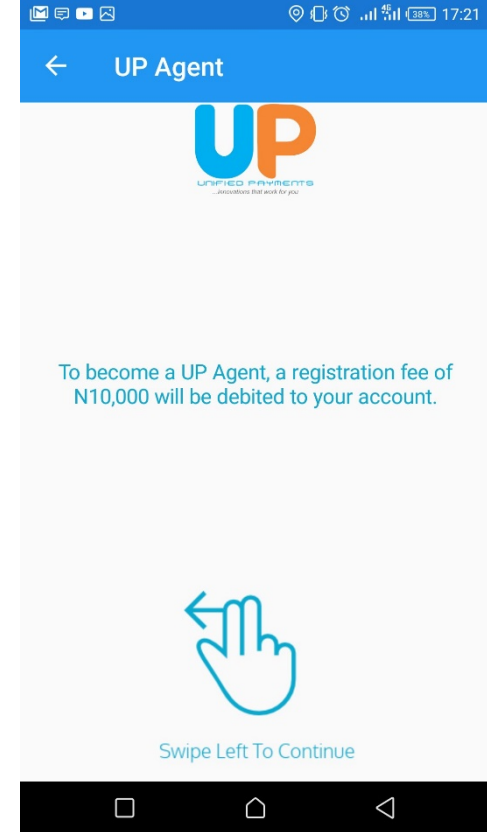 38% 17:21
UP Agent
UP
UNIFIED PAYMENTS
...innovations that work for you
To become a UP Agent, a registration fee of
N10,000 will be debited to your account.
Swipe Left To Continue